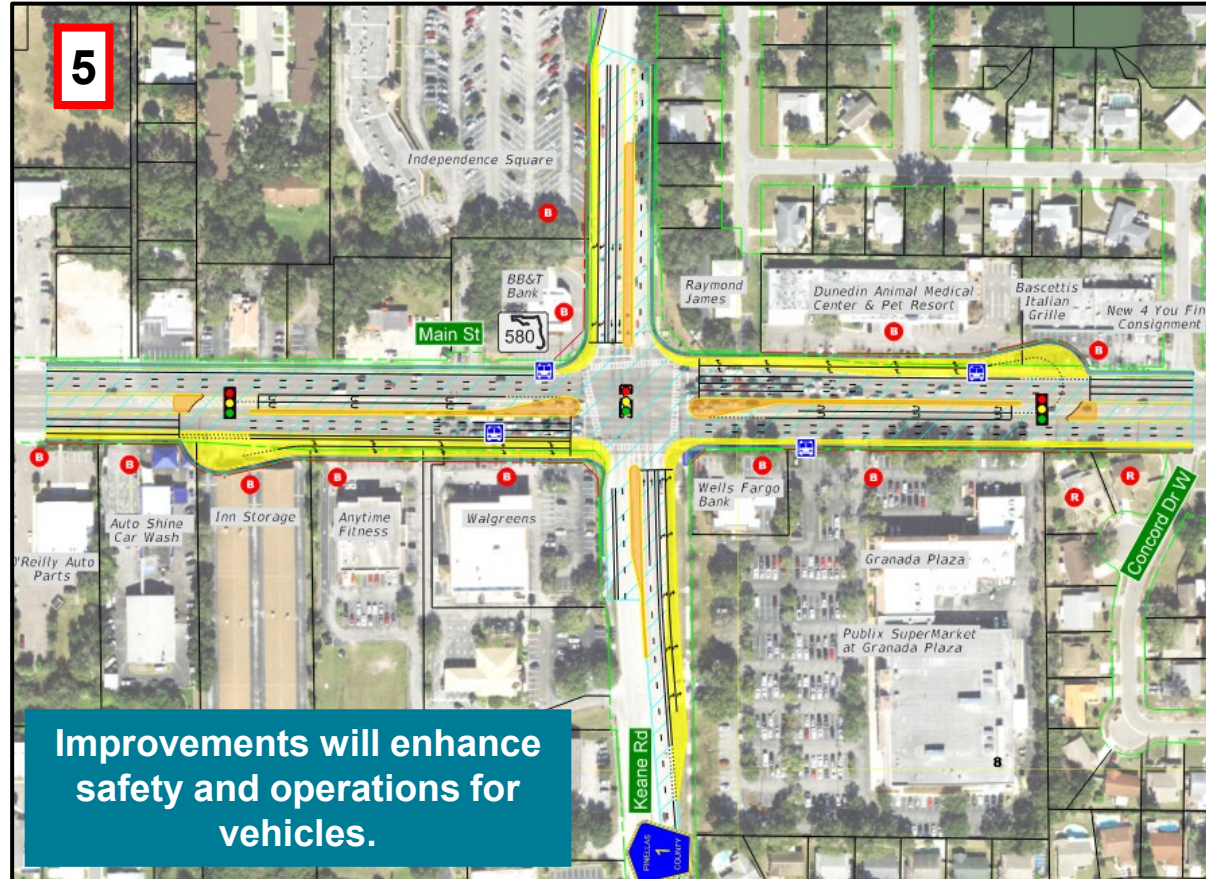 5
Independence Square
B
BB&T
Bank
B
Raymond
James
Dunedin Animal Medical
Center & Pet Resort
B
Bascettis
Italian
Grille
New 4 You Fin
Consignment
B
Main St
580
B
B
B
B
B
B
B
R
R
O'Reilly Auto
Parts
Auto Shine
Car Wash
Inn Storage
Anytime
Fitness
Walgreens
Wells Fargo
Bank
Granada Plaza
Concord Dr W
Publix SuperMarket
at Granada Plaza
8
Keane Rd
PINELLAS
1
COUNTY
Improvements will enhance
safety and operations for
vehicles.